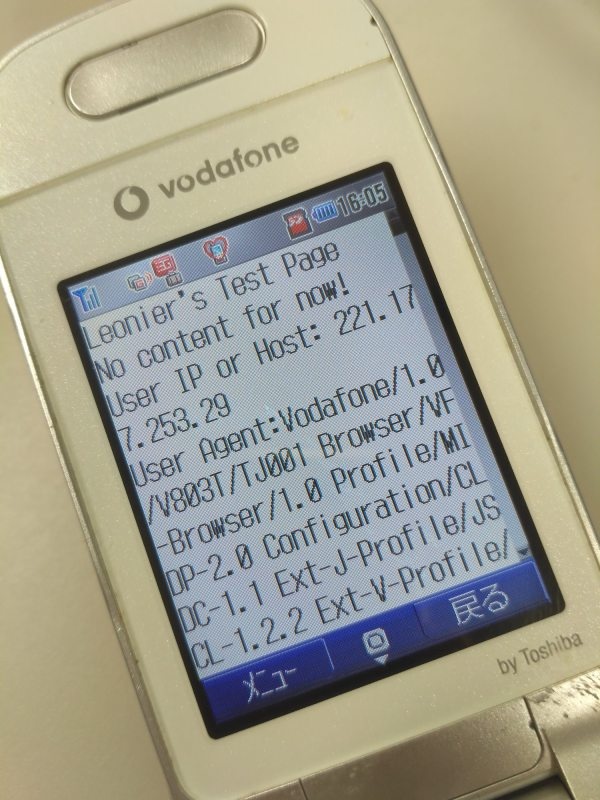 vodafone
16:05
Leonier's Test Page
No content for now!
User IP or Host: 221.17
7.253.29
User Agent:Vodafone/1.0
/V803T/TJ001 Browser/VF
-Browser/1.0 Profile/MI
DP-2.0 Configuration/CL
DC-1.1 Ext-J-Profile/JS
CL-1.2.2 Ext-V-Profile/
メニュー
戻る
by Toshiba